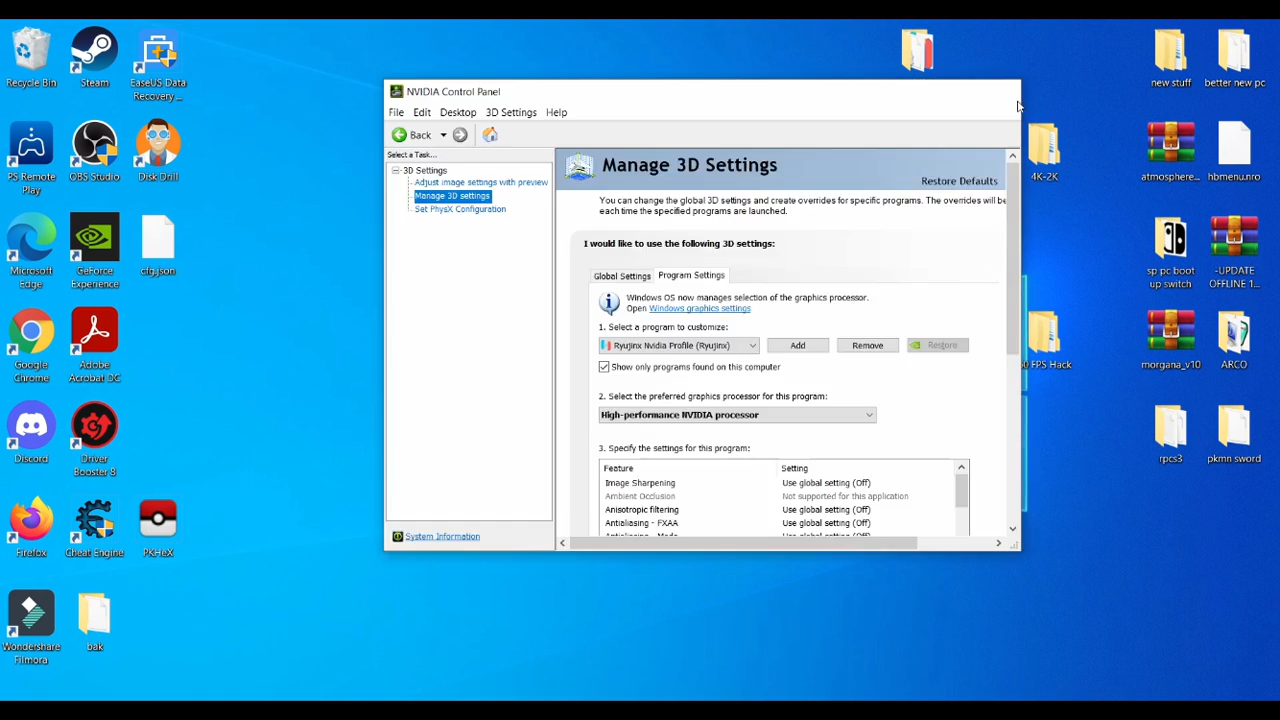 Recycle Bin
Steam
EaseUS Data
Recovery ...
PS Remote
Play
OBS Studio
Disk Drill
Microsoft
Edge
GeForce
Experience
cfg.json
Google
Chrome
Adobe
Acrobat DC
Discord
Driver
Booster 8
Firefox
Cheat Engine
PKHeX
Wondershare
Filmora
bak
NVIDIA Control Panel
File Edit Desktop 3D Settings Help
Back
Select a Task...
3D Settings
Adjust image settings with preview
Manage 3D settings
Set PhysX Configuration
System Information
Manage 3D Settings
Restore Defaults
You can change the global 3D settings and create overrides for specific programs. The overrides will be
each time the specified programs are launched.
I would like to use the following 3D settings:
Global Settings Program Settings
Windows OS now manages selection of the graphics processor.
Open Windows graphics settings
1. Select a program to customize:
Ryujinx Nvidia Profile (Ryujinx) Add Remove Restore
Show only programs found on this computer
2. Select the preferred graphics processor for this program:
High-performance NVIDIA processor
3. Specify the settings for this program:
Feature Setting
Image Sharpening Use global setting (Off)
Ambient Occlusion Not supported for this application
Anisotropic filtering Use global setting (Off)
Antialiasing - FXAA Use global setting (Off)
Antialiasing - Mode Use global setting (Off)
4K-2K
FPS Hack
new stuff
better new pc
atmosphere...
hbmenu.nro
sp pc boot
up switch
-UPDATE
OFFLINE 1...
morgana_v10
ARCO
rpcs3
pkmn sword